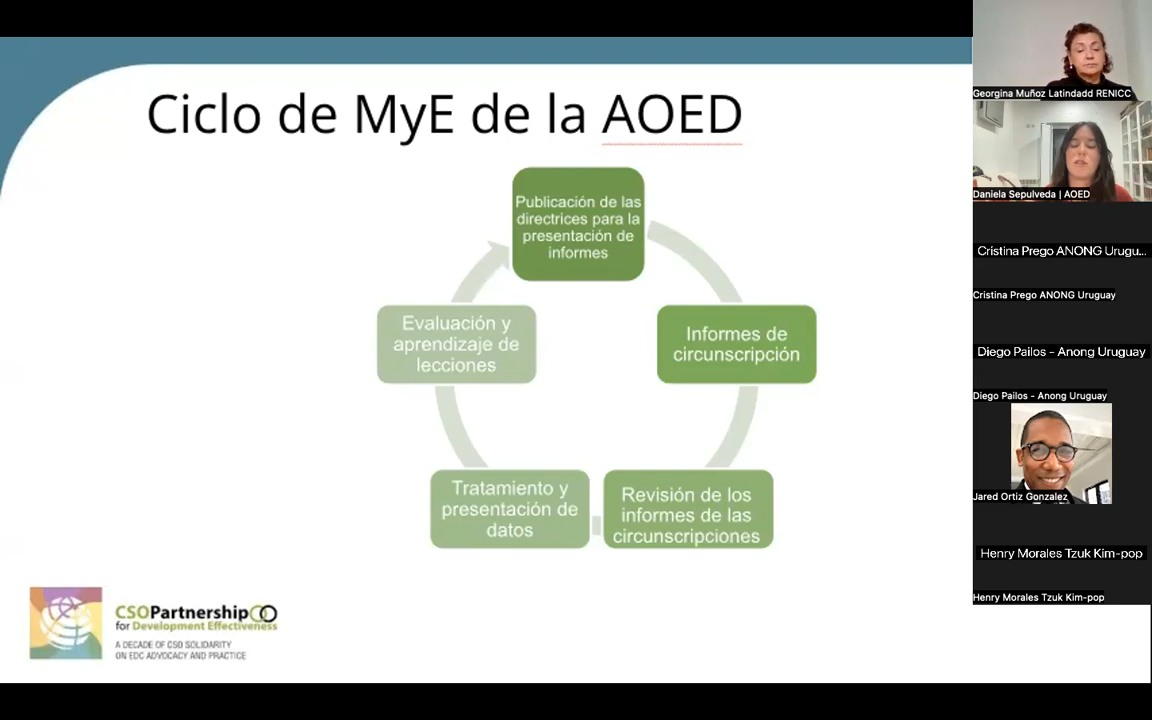 Ciclo de MyE de la AOED
Publicación de las
directrices para la
presentación de
informes
Informes de
circunscripción
Revisión de los
informes de las
circunscripciones
Tratamiento y
presentación de
datos
Evaluación y
aprendizaje de
lecciones
CSOPartnership
for Development Effectiveness
A DECADE OF CSO SOLIDARITY
ON EDC ADVOCACY AND PRACTICE
Georgina Muñoz Latindadd RENICC
Daniela Sepulveda | AOED
Cristina Prego ANONG Urugu...
Cristina Prego ANONG Uruguay
Diego Pailos - Anong Uruguay
Diego Pailos - Anong Uruguay
Jared Ortiz Gonzalez
Henry Morales Tzuk Kim-pop
Henry Morales Tzuk Kim-pop